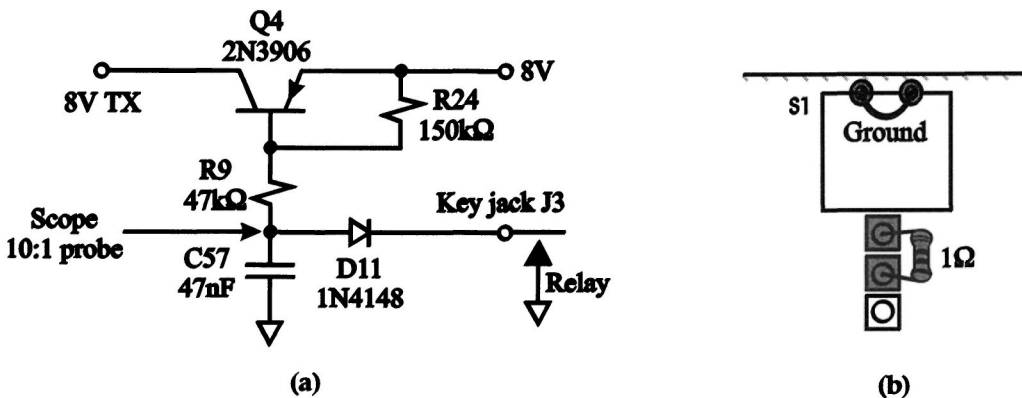 Q4
2N3906
8V TX
8V
R24
150kΩ
R9
47kΩ
Scope
10:1 probe
C57
47nF
D11
1N4148
Key jack J3
Relay
(a)
S1
Ground
1Ω
(b)